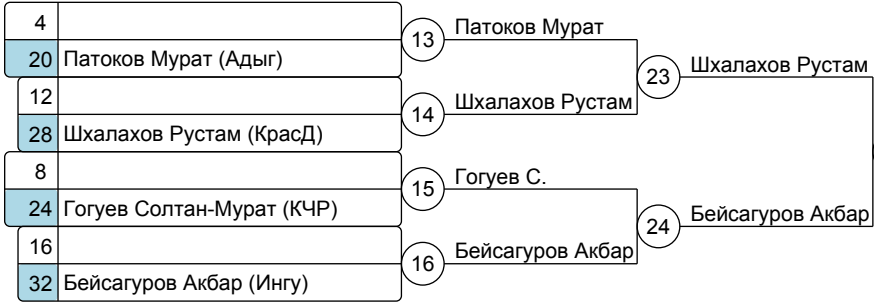 4
20 Патоков Мурат (Адыг)
12
28 Шхалахов Рустам (КрасД)
8
24 Гогуев Солтан-Мурат (КЧР)
16
32 Бейсагуров Акбар (Ингу)
13 Патоков Мурат
14 Шхалахов Рустам
15 Гогуев С.
16 Бейсагуров Акбар
23 Шхалахов Рустам
24 Бейсагуров Акбар